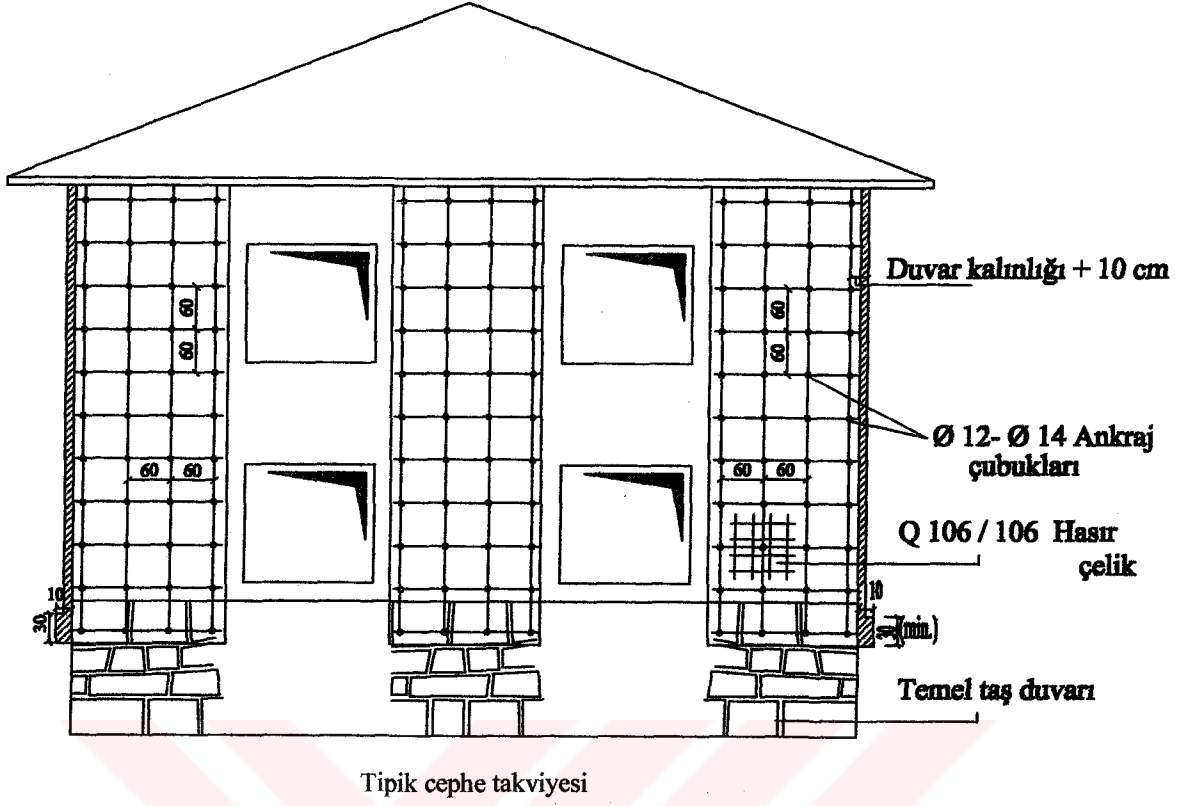 Duvar kalınlığı + 10 cm
60
60
60
60
Ø 12- Ø 14 Ankraj
çubukları
60 60
60 60
Q 106 / 106 Hasır
çelik
10
10
30
30 (min.)
Temel taş duvarı
Tipik cephe takviyesi